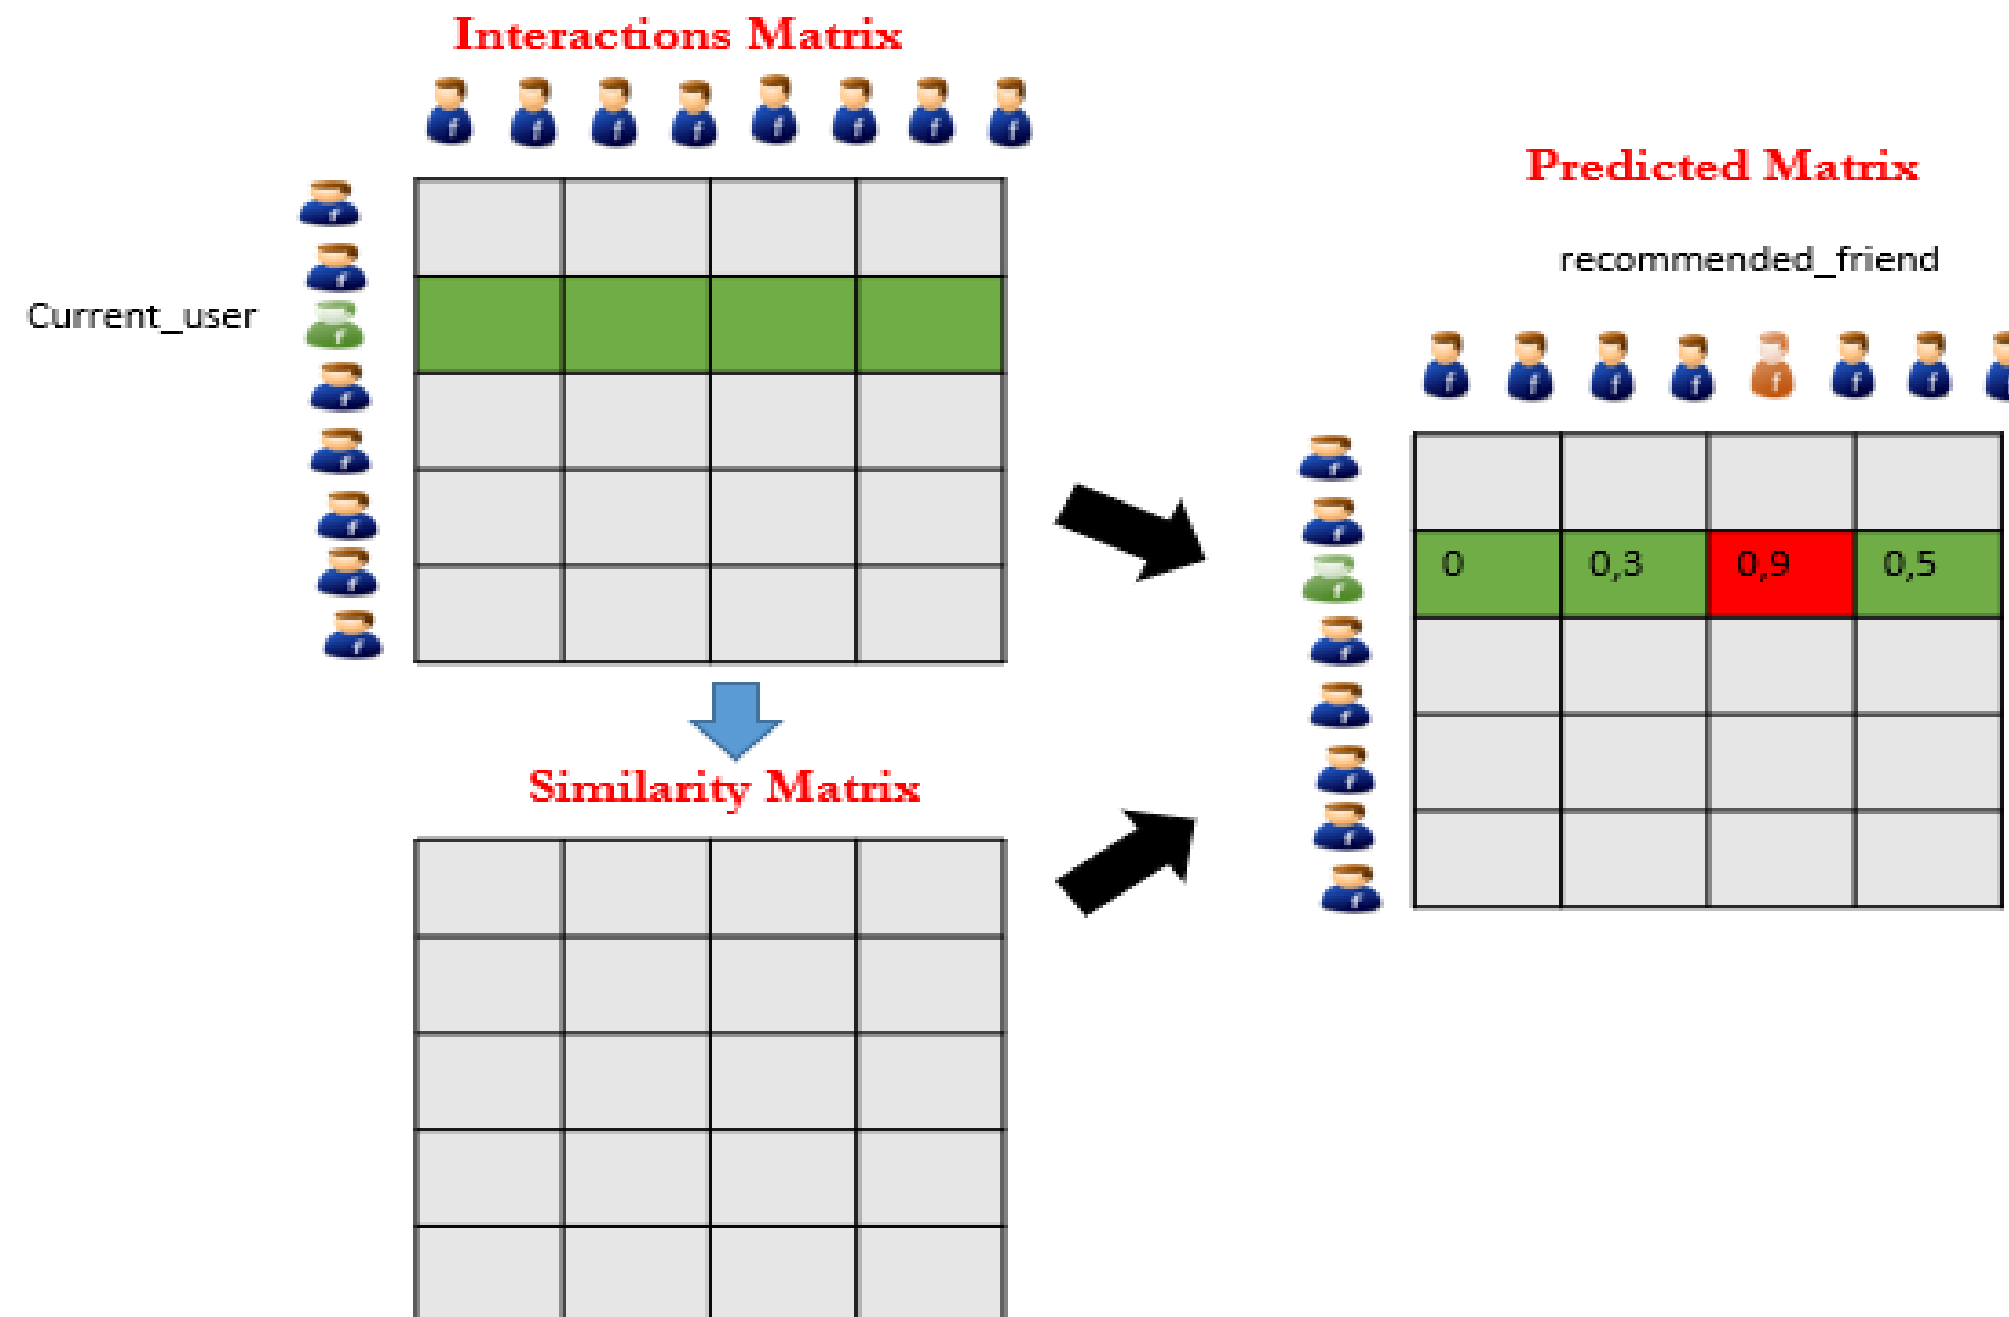 Interactions Matrix
Current_user
Similarity Matrix
Predicted Matrix
recommended_friend
0 0,3 0,9 0,5